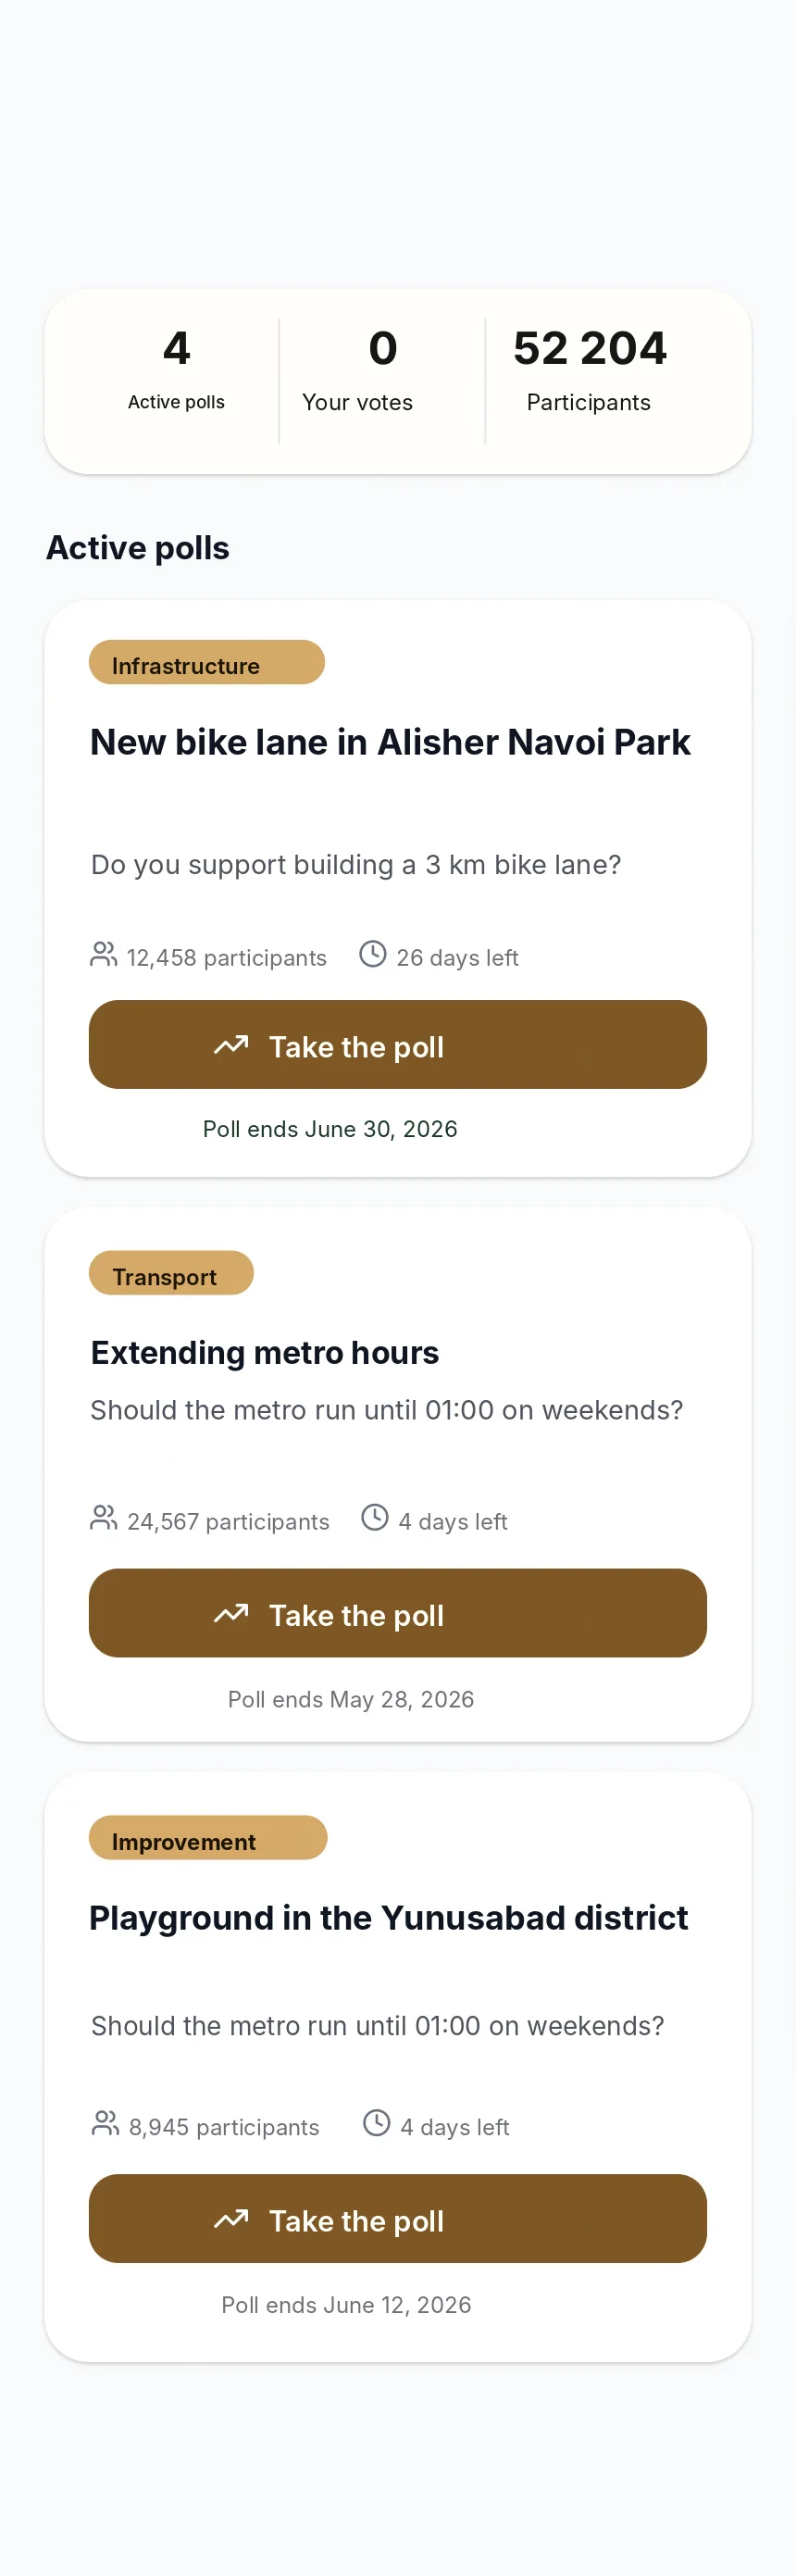 4
0
52 204
Active polls
Your votes
Participants
Active polls
Infrastructure
New bike lane in Alisher Navoi Park
Do you support building a 3 km bike lane?
12,458 participants
26 days left
Take the poll
Poll ends June 30, 2026
Transport
Extending metro hours
Should the metro run until 01:00 on weekends?
24,567 participants
4 days left
Take the poll
Poll ends May 28, 2026
Improvement
Playground in the Yunusabad district
Should the metro run until 01:00 on weekends?
8,945 participants
4 days left
Take the poll
Poll ends June 12, 2026